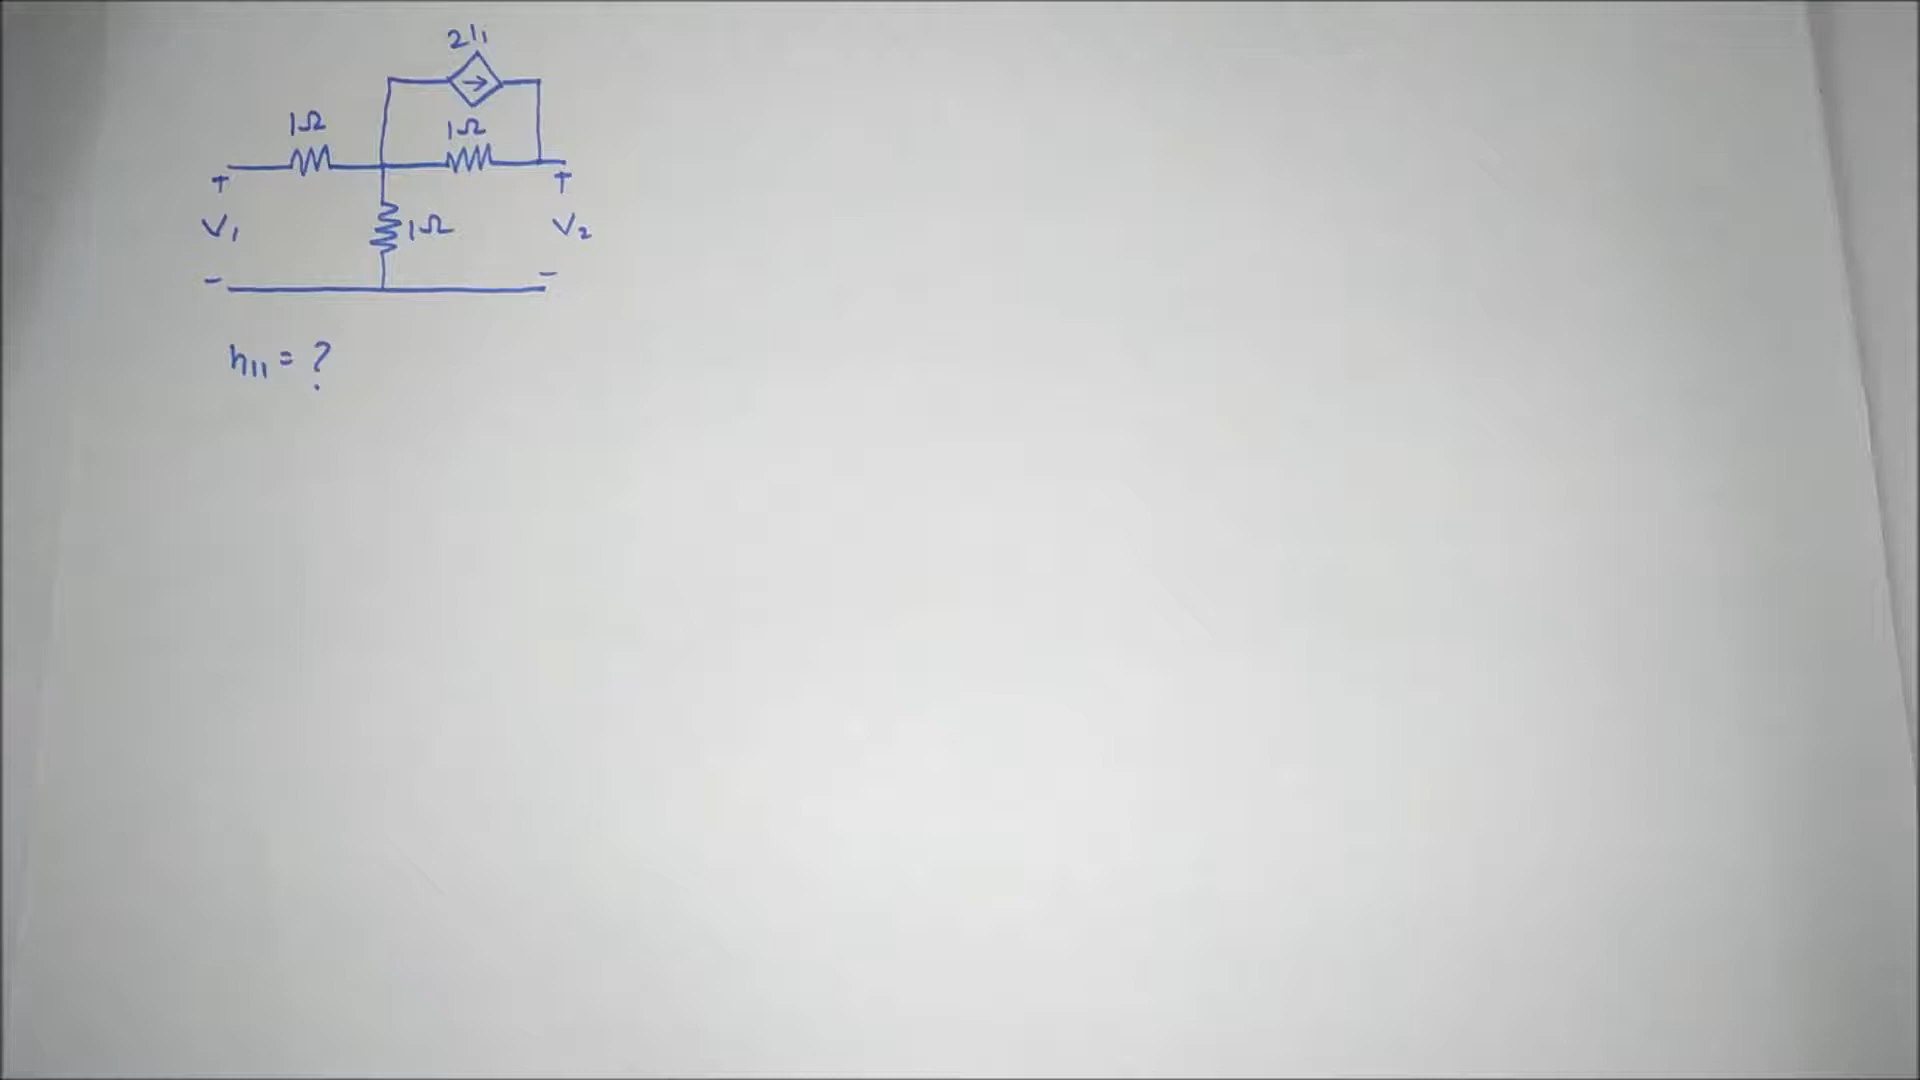 2I₁
1Ω
1Ω
+
+
V₁
1Ω
V₂
-
-
h₁₁ = ?